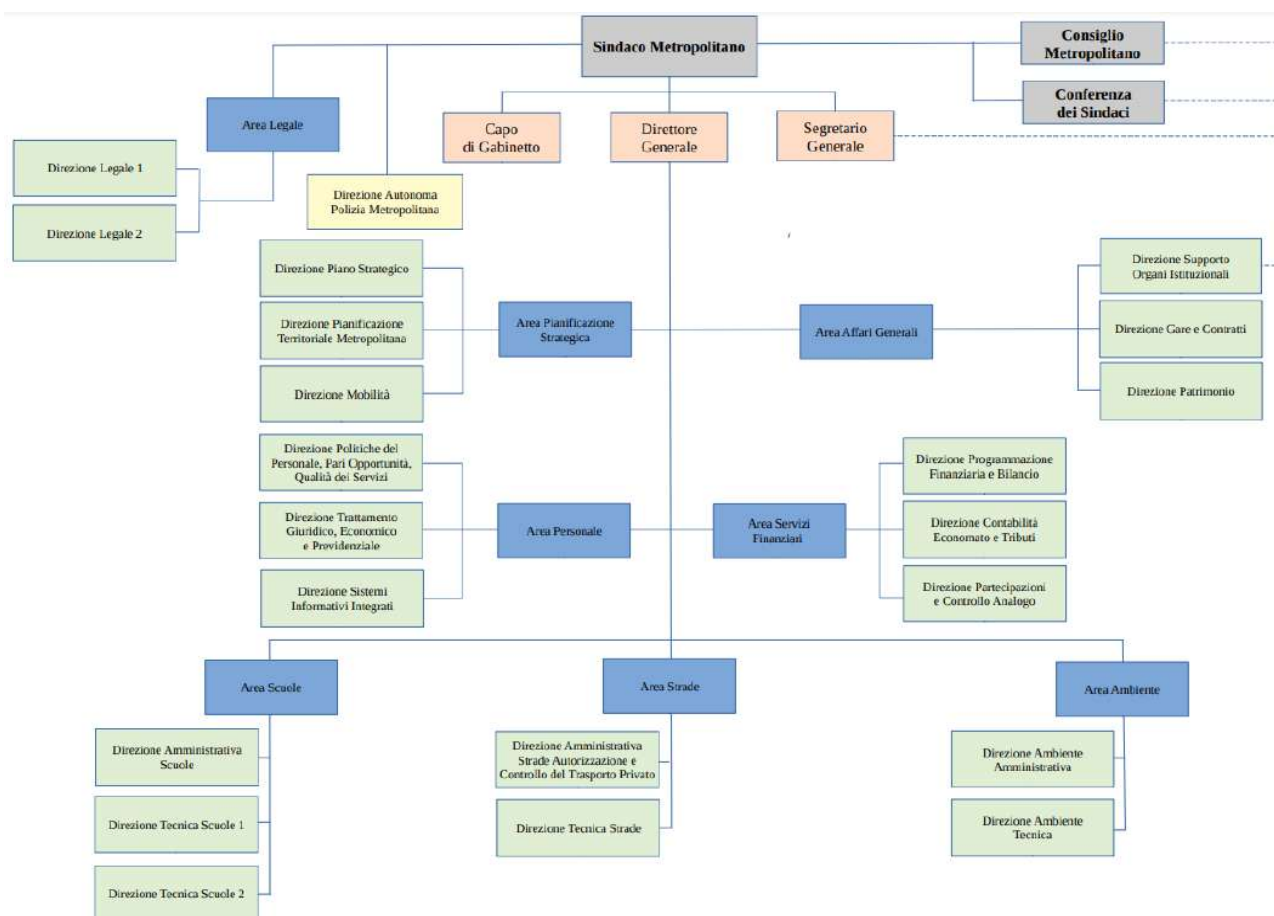 Sindaco Metropolitano
Consiglio
Metropolitano
Conferenza
dei Sindaci
Area Legale
Capo
di Gabinetto
Direttore
Generale
Segretario
Generale
Direzione Legale 1
Direzione Legale 2
Direzione Autonoma
Polizia Metropolitana
Direzione Piano Strategico
Direzione Pianificazione
Territoriale Metropolitana
Direzione Mobilità
Area Pianificazione
Strategica
Area Affari Generali
Direzione Supporto
Organi Istituzionali
Direzione Gare e Contratti
Direzione Patrimonio
Direzione Politiche del
Personale, Pari Opportunità,
Qualità dei Servizi
Direzione Trattamento
Giuridico, Economico
e Previdenziale
Direzione Sistemi
Informativi Integrati
Area Personale
Area Servizi
Finanziari
Direzione Programmazione
Finanziaria e Bilancio
Direzione Contabilità
Economato e Tributi
Direzione Partecipazioni
e Controllo Analogo
Area Scuole
Area Strade
Area Ambiente
Direzione Amministrativa
Scuole
Direzione Tecnica Scuole 1
Direzione Tecnica Scuole 2
Direzione Amministrativa
Strade Autorizzazione e
Controllo del Trasporto Privato
Direzione Tecnica Strade
Direzione Ambiente
Amministrativa
Direzione Ambiente
Tecnica